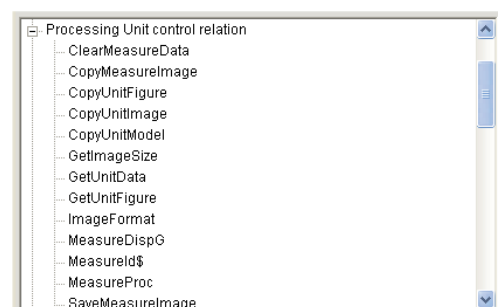 Processing Unit control relation
ClearMeasureData
CopyMeasureImage
CopyUnitFigure
CopyUnitImage
CopyUnitModel
GetImageSize
GetUnitData
GetUnitFigure
ImageFormat
MeasureDispG
MeasureId$
MeasureProc
SaveMeasureImage